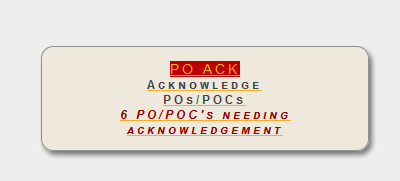 PO ACK
Acknowledge
POs/POCs
6 PO/POC's needing
acknowledgement